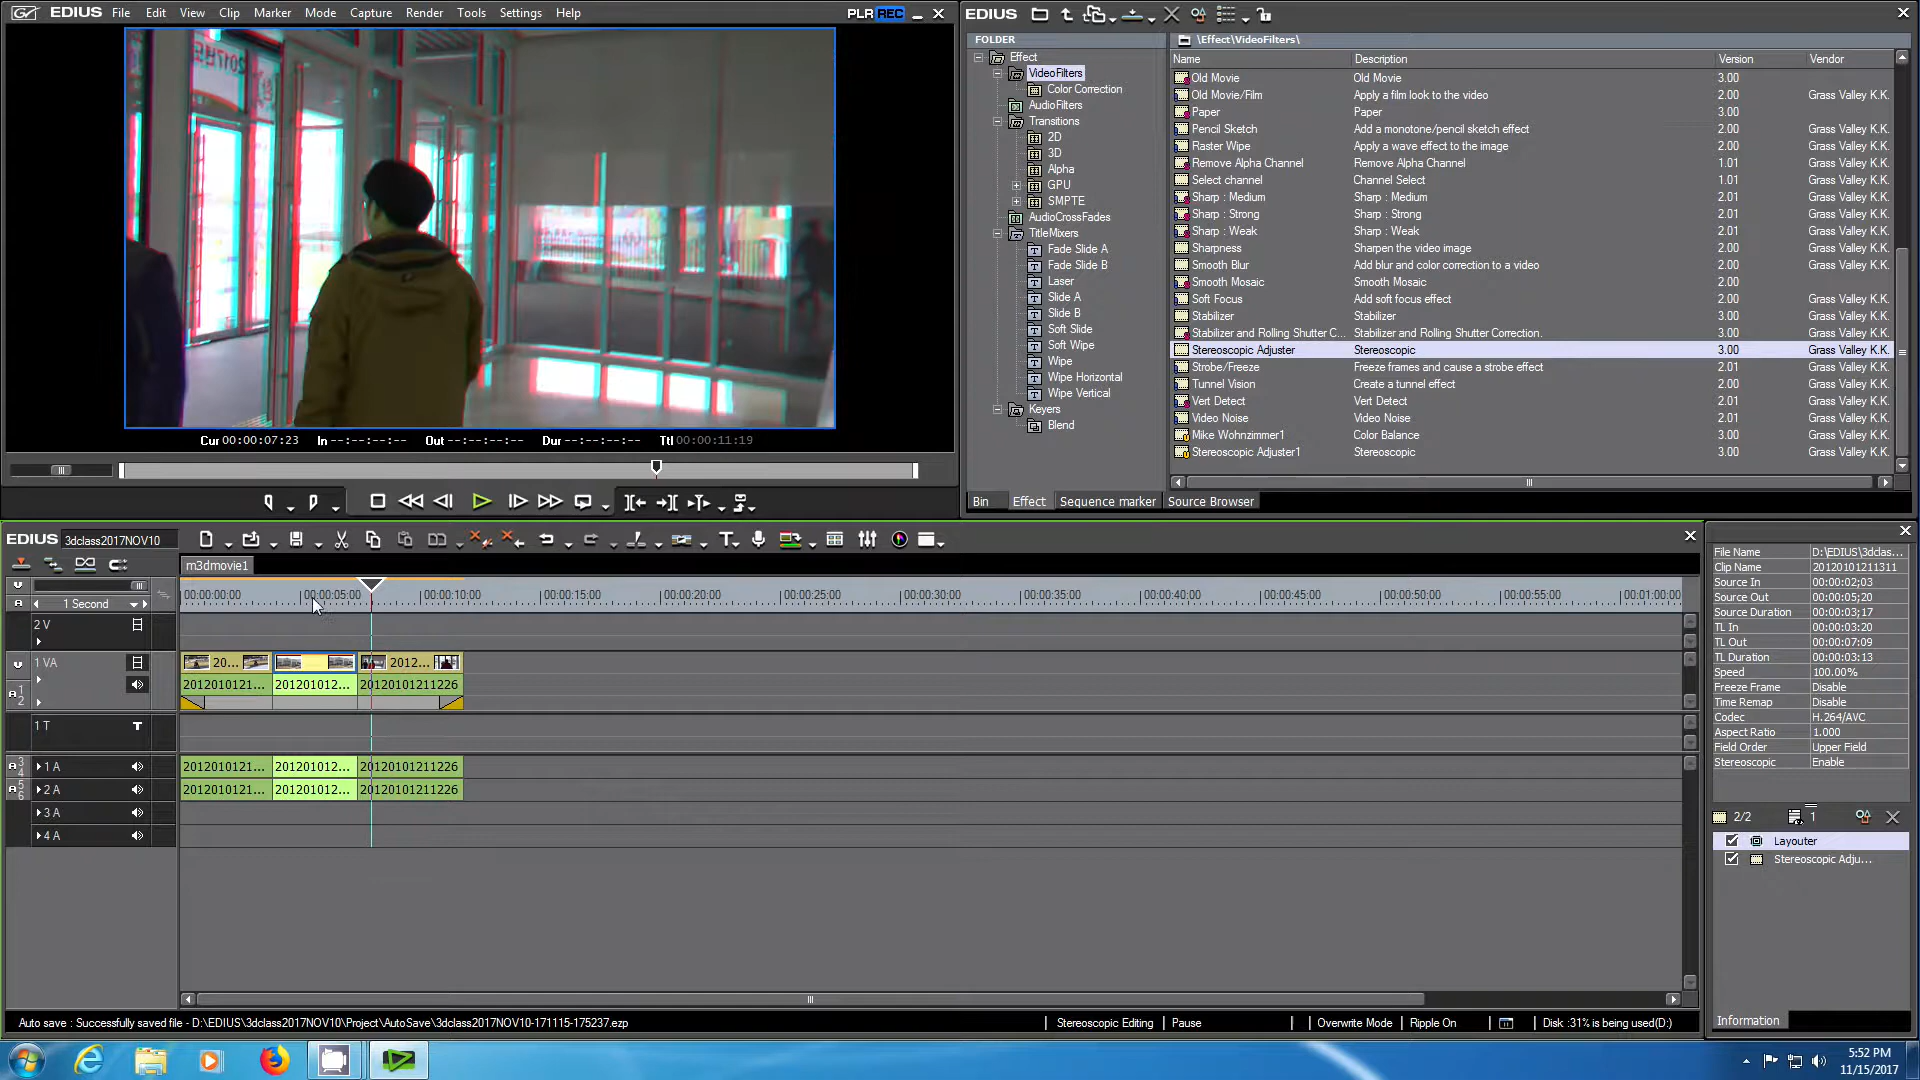 EDIUS File Edit View Clip Marker Mode Capture Render Tools Settings Help
PLR REC
Cur 00:00:07:23 In --:--:--:-- Out --:--:--:-- Dur --:--:--:-- Ttl 00:00:11:19
EDIUS
FOLDER
Effect
VideoFilters
Color Correction
AudioFilters
Transitions
2D
3D
Alpha
GPU
SMPTE
AudioCrossFades
TitleMixers
Fade Slide A
Fade Slide B
Laser
Slide A
Slide B
Soft Slide
Soft Wipe
Wipe
Wipe Horizontal
Wipe Vertical
Keyers
Blend
\Effect\VideoFilters\
Name Description Version Vendor
Old Movie Old Movie 3.00
Old Movie/Film Apply a film look to the video 2.00 Grass Valley K.K.
Paper Paper 3.00
Pencil Sketch Add a monotone/pencil sketch effect 2.00 Grass Valley K.K.
Raster Wipe Apply a wave effect to the image 2.00 Grass Valley K.K.
Remove Alpha Channel Remove Alpha Channel 1.01 Grass Valley K.K.
Select channel Channel Select 1.01 Grass Valley K.K.
Sharp : Medium Sharp : Medium 2.01 Grass Valley K.K.
Sharp : Strong Sharp : Strong 2.01 Grass Valley K.K.
Sharp : Weak Sharp : Weak 2.01 Grass Valley K.K.
Sharpness Sharpen the video image 2.00 Grass Valley K.K.
Smooth Blur Add blur and color correction to a video 2.00 Grass Valley K.K.
Smooth Mosaic Smooth Mosaic 2.00
Soft Focus Add soft focus effect 2.00 Grass Valley K.K.
Stabilizer Stabilizer 3.00 Grass Valley K.K.
Stabilizer and Rolling Shutter C... Stabilizer and Rolling Shutter Correction. 3.00 Grass Valley K.K.
Stereoscopic Adjuster Stereoscopic 3.00 Grass Valley K.K.
Strobe/Freeze Freeze frames and cause a strobe effect 2.01 Grass Valley K.K.
Tunnel Vision Create a tunnel effect 2.00 Grass Valley K.K.
Vert Detect Vert Detect 2.01 Grass Valley K.K.
Video Noise Video Noise 2.01 Grass Valley K.K.
Mike Wohnzimmer1 Color Balance 3.00 Grass Valley K.K.
Stereoscopic Adjuster1 Stereoscopic 3.00 Grass Valley K.K.
Bin Effect Sequence marker Source Browser
EDIUS 3dclass2017NOV10
m3dmovie1
1 Second
00:00:00:00 00:00:05:00 00:00:10:00 00:00:15:00 00:00:20:00 00:00:25:00 00:00:30:00 00:00:35:00 00:00:40:00 00:00:45:00 00:00:50:00 00:00:55:00 00:01:00:00
2 V
1 VA 20... 2012...
1 2 2012010121... 201201012... 20120101211226
1 T T
3 4 1 A 2012010121... 201201012... 20120101211226
5 6 2 A 2012010121... 201201012... 20120101211226
3 A
4 A
File Name D:\EDIUS\3dclas...
Clip Name 20120101211311
Source In 00:00:02;03
Source Out 00:00:05;20
Source Duration 00:00:03;17
TL In 00:00:03:20
TL Out 00:00:07:09
TL Duration 00:00:03;13
Speed 100.00%
Freeze Frame Disable
Time Remap Disable
Codec H.264/AVC
Aspect Ratio 1.000
Field Order Upper Field
Stereoscopic Enable
2/2 1
Layouter
Stereoscopic Adju...
Information
Auto save : Successfully saved file - D:\EDIUS\3dclass2017NOV10\Project\AutoSave\3dclass2017NOV10-171115-175237.ezp
Stereoscopic Editing Pause Overwrite Mode Ripple On Disk :31% is being used(D:)
5:52 PM
11/15/2017